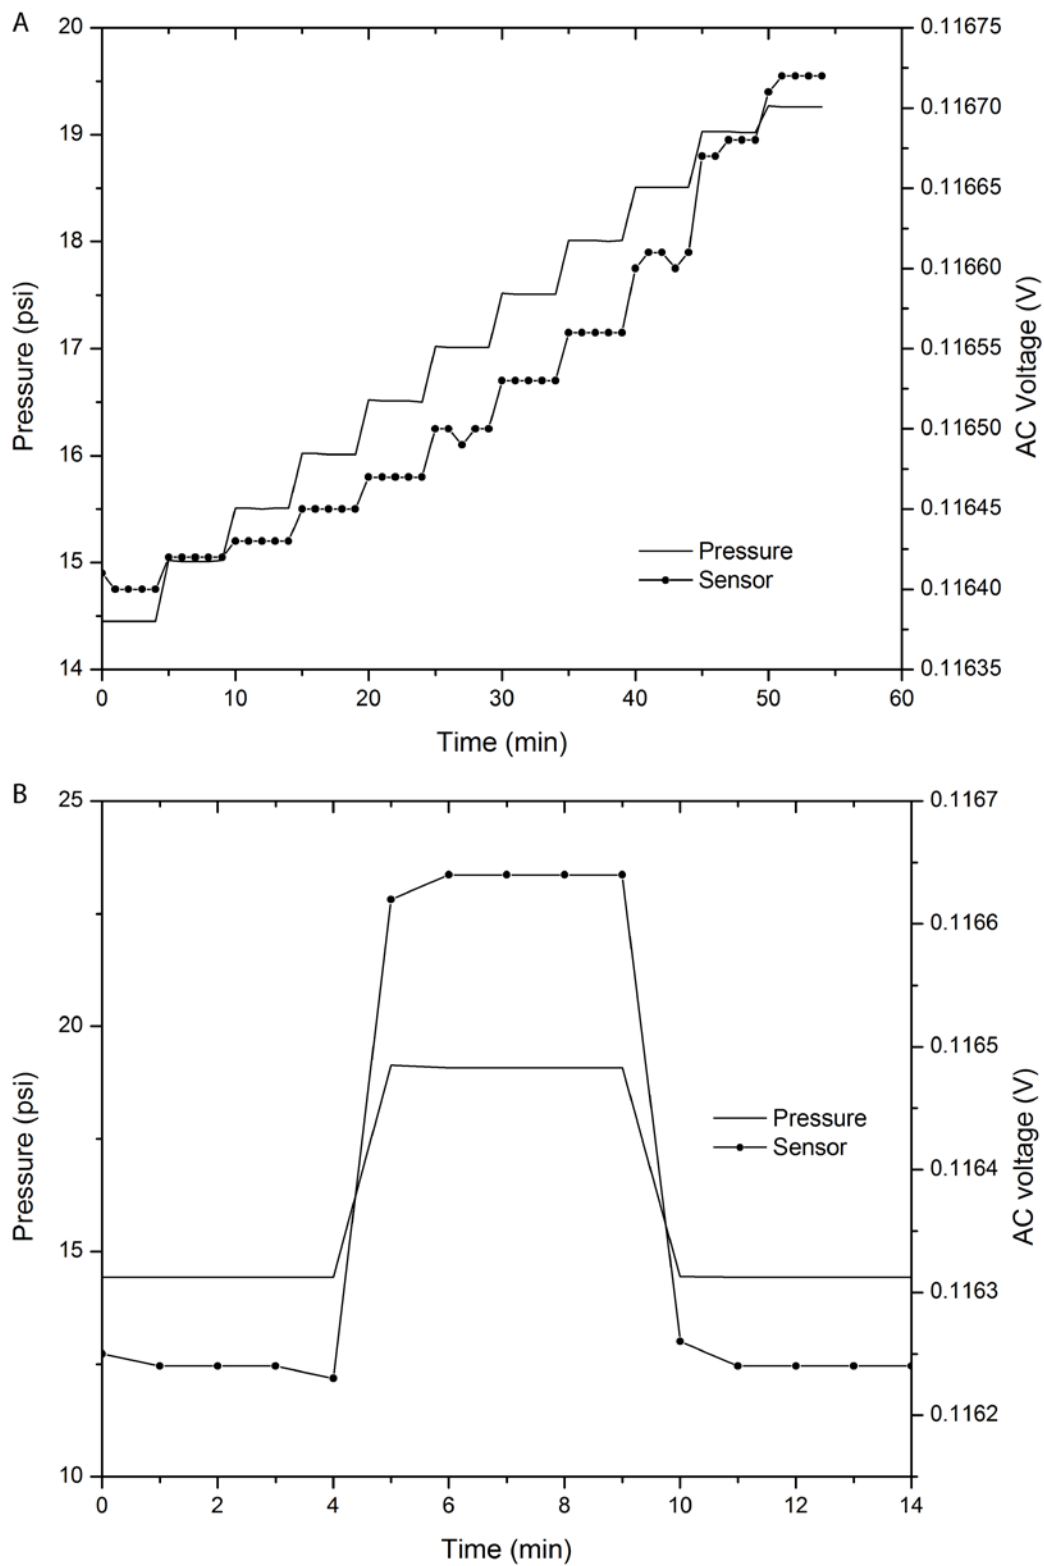 A
20
19
18
17
16
15
14
Pressure (psi)
0.11675
0.11670
0.11665
0.11660
0.11655
0.11650
0.11645
0.11640
0.11635
AC Voltage (V)
Pressure
Sensor
0 10 20 30 40 50 60
Time (min)
B
25
20
15
10
Pressure (psi)
0.1167
0.1166
0.1165
0.1164
0.1163
0.1162
AC voltage (V)
Pressure
Sensor
0 2 4 6 8 10 12 14
Time (min)